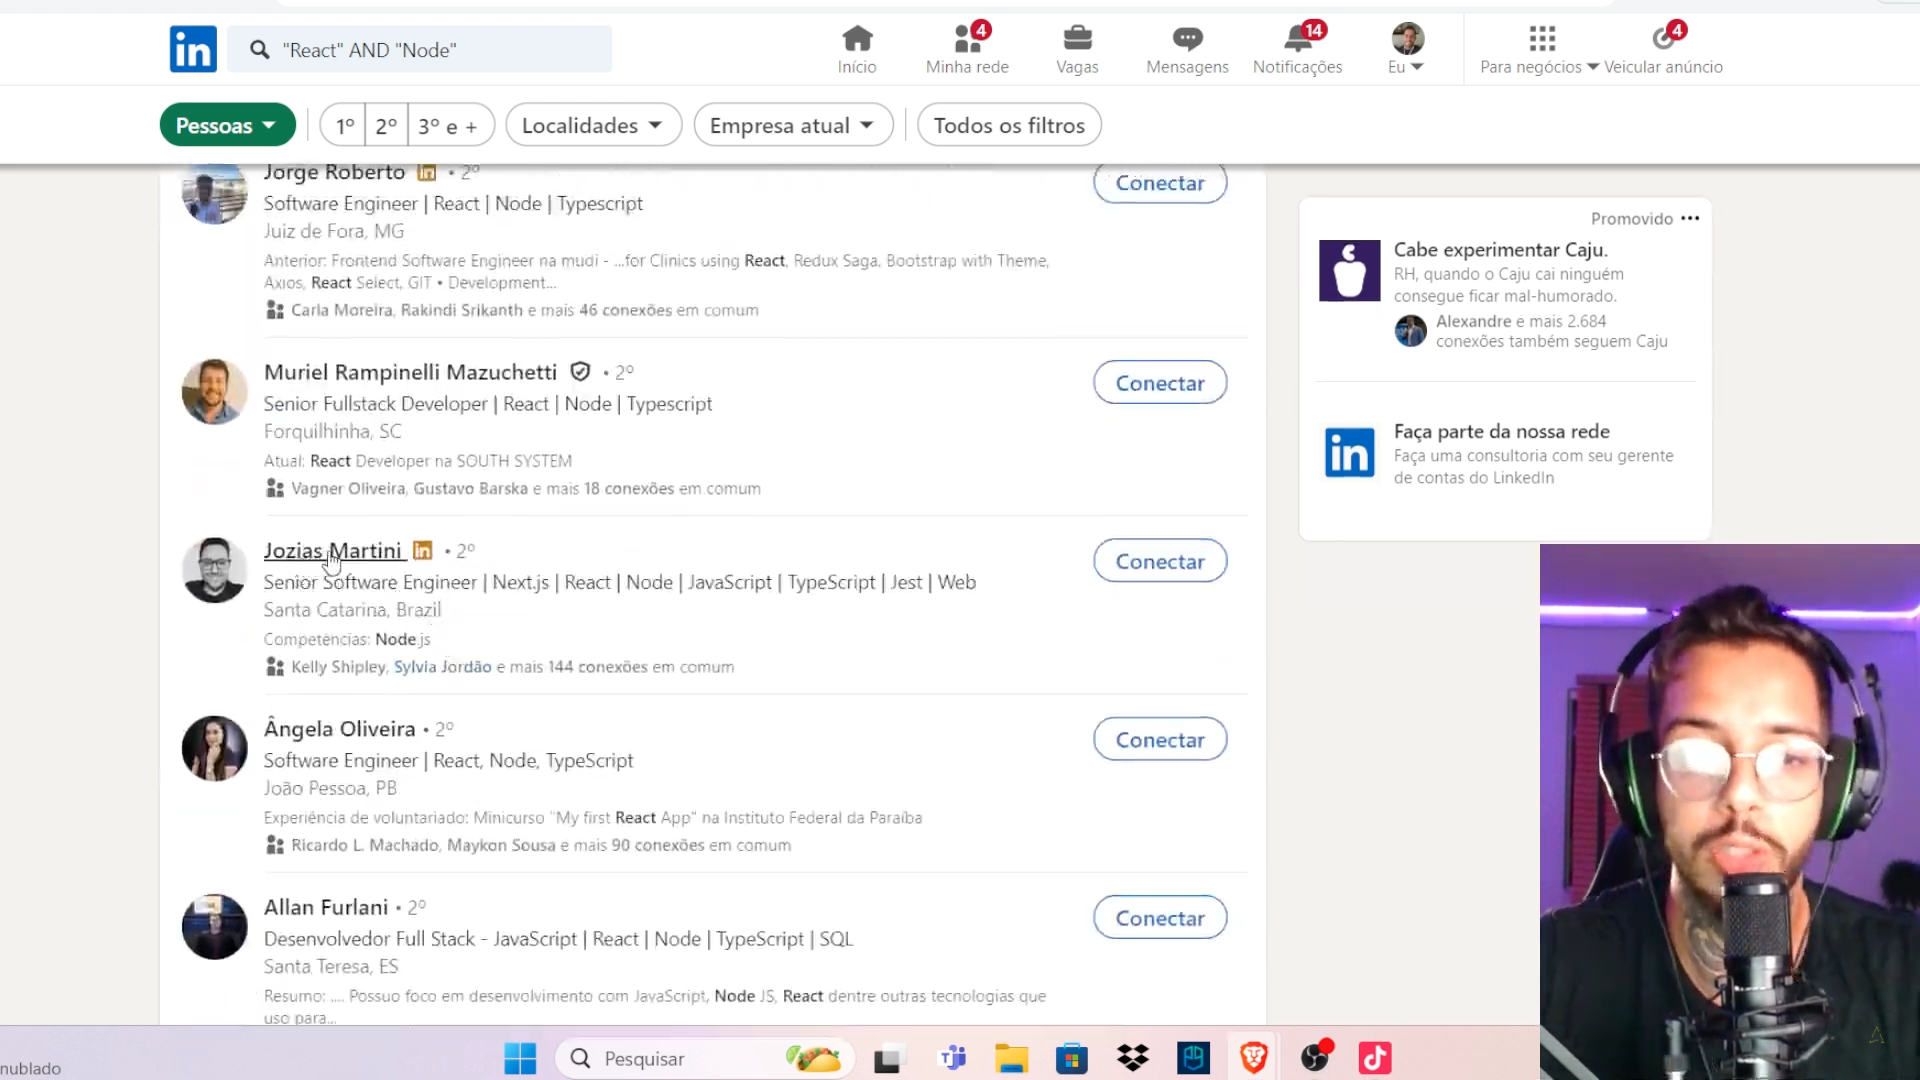 in
"React" AND "Node"
Início
4
Minha rede
Vagas
Mensagens
14
Notificações
Eu
Para negócios
4
Veicular anúncio
Pessoas
1º
2º
3º e +
Localidades
Empresa atual
Todos os filtros
Jorge Roberto in • 2º
Software Engineer | React | Node | Typescript
Juiz de Fora, MG
Anterior: Frontend Software Engineer na mudi - ...for Clinics using React, Redux Saga, Bootstrap with Theme,
Axios, React Select, GIT • Development...
Carla Moreira, Rakindi Srikanth e mais 46 conexões em comum
Conectar
Muriel Rampinelli Mazuchetti • 2º
Senior Fullstack Developer | React | Node | Typescript
Forquilhinha, SC
Atual: React Developer na SOUTH SYSTEM
Vagner Oliveira, Gustavo Barska e mais 18 conexões em comum
Conectar
Jozias Martini in • 2º
Senior Software Engineer | Next.js | React | Node | JavaScript | TypeScript | Jest | Web
Santa Catarina, Brazil
Competências: Node.js
Kelly Shipley, Sylvia Jordão e mais 144 conexões em comum
Conectar
Ângela Oliveira • 2º
Software Engineer | React, Node, TypeScript
João Pessoa, PB
Experiência de voluntariado: Minicurso "My first React App" na Instituto Federal da Paraíba
Ricardo L. Machado, Maykon Sousa e mais 90 conexões em comum
Conectar
Allan Furlani • 2º
Desenvolvedor Full Stack - JavaScript | React | Node | TypeScript | SQL
Santa Teresa, ES
Resumo: .... Possuo foco em desenvolvimento com JavaScript, Node JS, React dentre outras tecnologias que
uso para...
Conectar
Promovido •••
Cabe experimentar Caju.
RH, quando o Caju cai ninguém
consegue ficar mal-humorado.
Alexandre e mais 2.684
conexões também seguem Caju
in
Faça parte da nossa rede
Faça uma consultoria com seu gerente
de contas do LinkedIn
nublado
Pesquisar